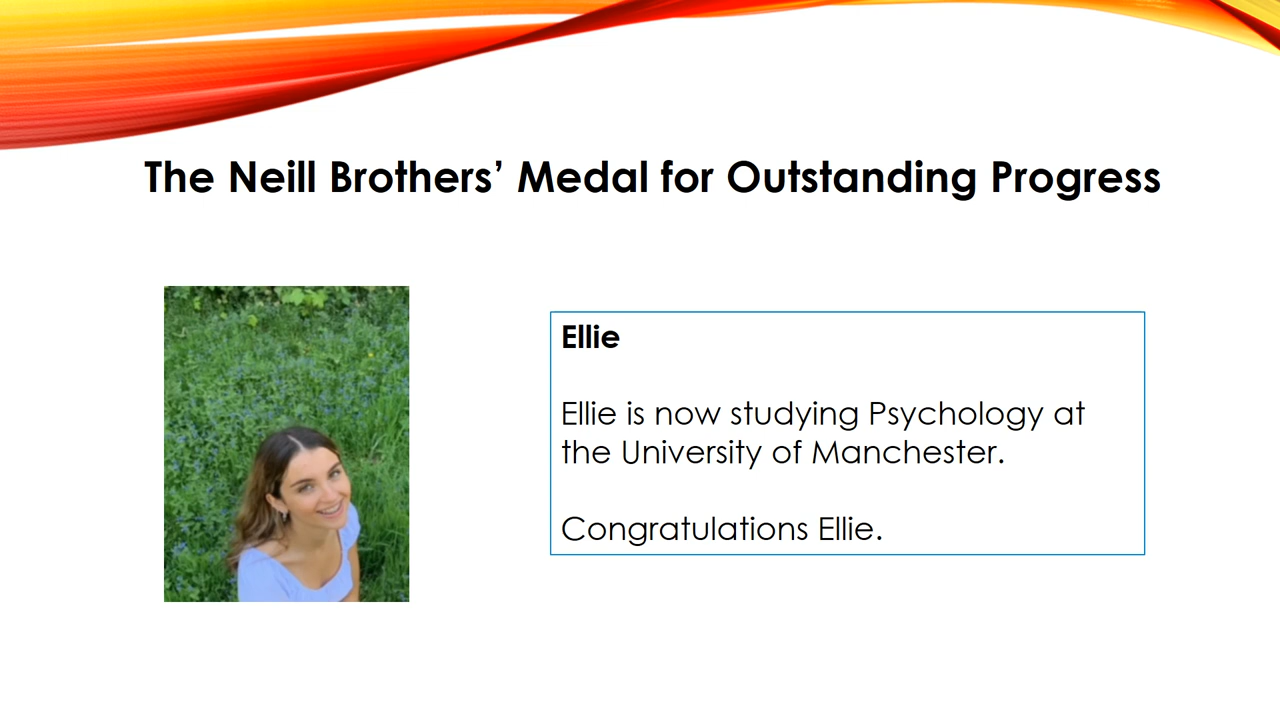 The Neill Brothers’ Medal for Outstanding Progress
Ellie
Ellie is now studying Psychology at
the University of Manchester.
Congratulations Ellie.